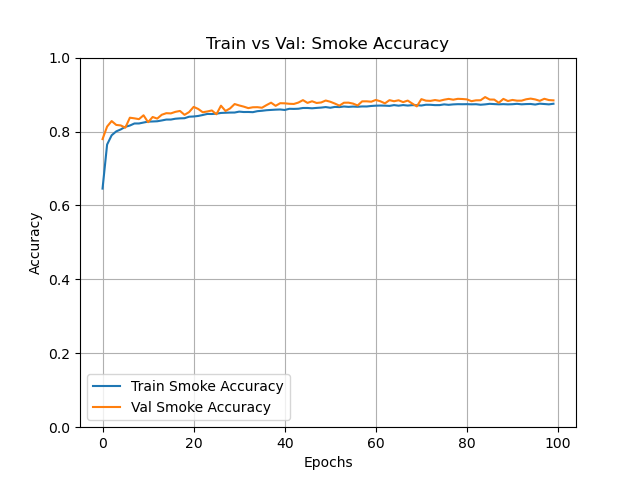 Train vs Val: Smoke Accuracy
1.0
0.8
0.6
0.4
0.2
0.0
Accuracy
Train Smoke Accuracy
Val Smoke Accuracy
0 20 40 60 80 100
Epochs